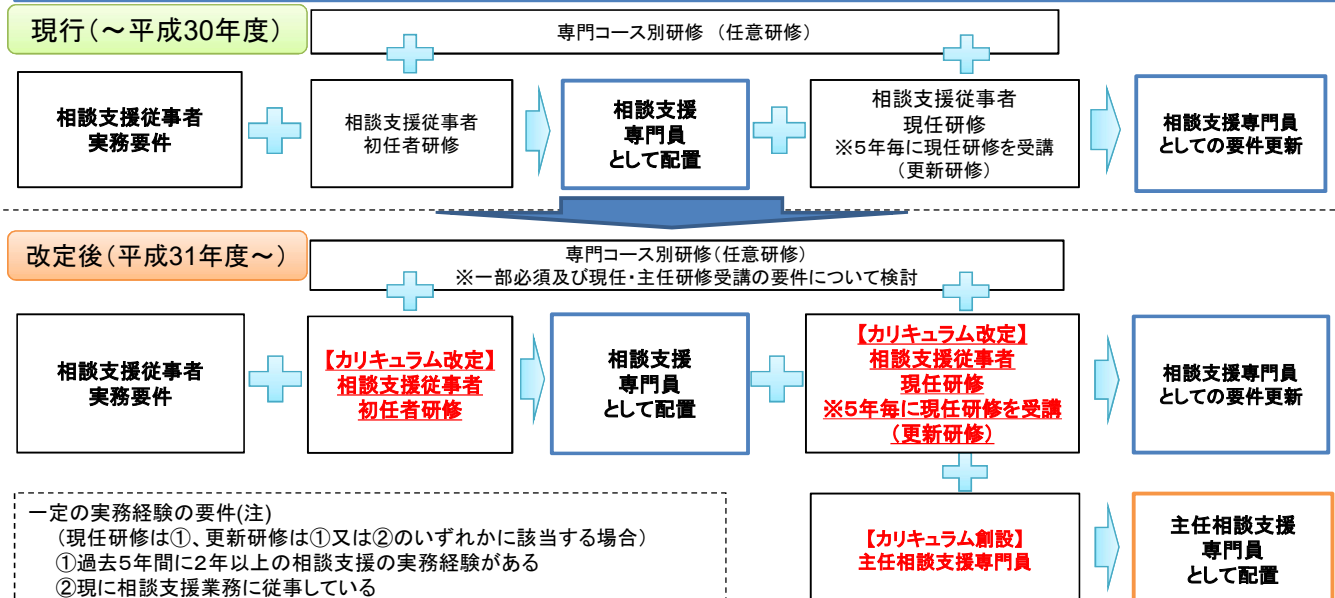 現行(～平成30年度)
専門コース別研修 (任意研修)
相談支援従事者
実務要件
相談支援従事者
初任者研修
相談支援
専門員
として配置
相談支援従事者
現任研修
※5年毎に現任研修を受講
(更新研修)
相談支援専門員
としての要件更新
改定後(平成31年度～)
専門コース別研修(任意研修)
※一部必須及び現任・主任研修受講の要件について検討
相談支援従事者
実務要件
【カリキュラム改定】
相談支援従事者
初任者研修
相談支援
専門員
として配置
【カリキュラム改定】
相談支援従事者
現任研修
※5年毎に現任研修を受講
(更新研修)
相談支援専門員
としての要件更新
一定の実務経験の要件(注)
(現任研修は①、更新研修は①又は②のいずれかに該当する場合)
①過去5年間に2年以上の相談支援の実務経験がある
②現に相談支援業務に従事している
【カリキュラム創設】
主任相談支援専門員
主任相談支援
専門員
として配置